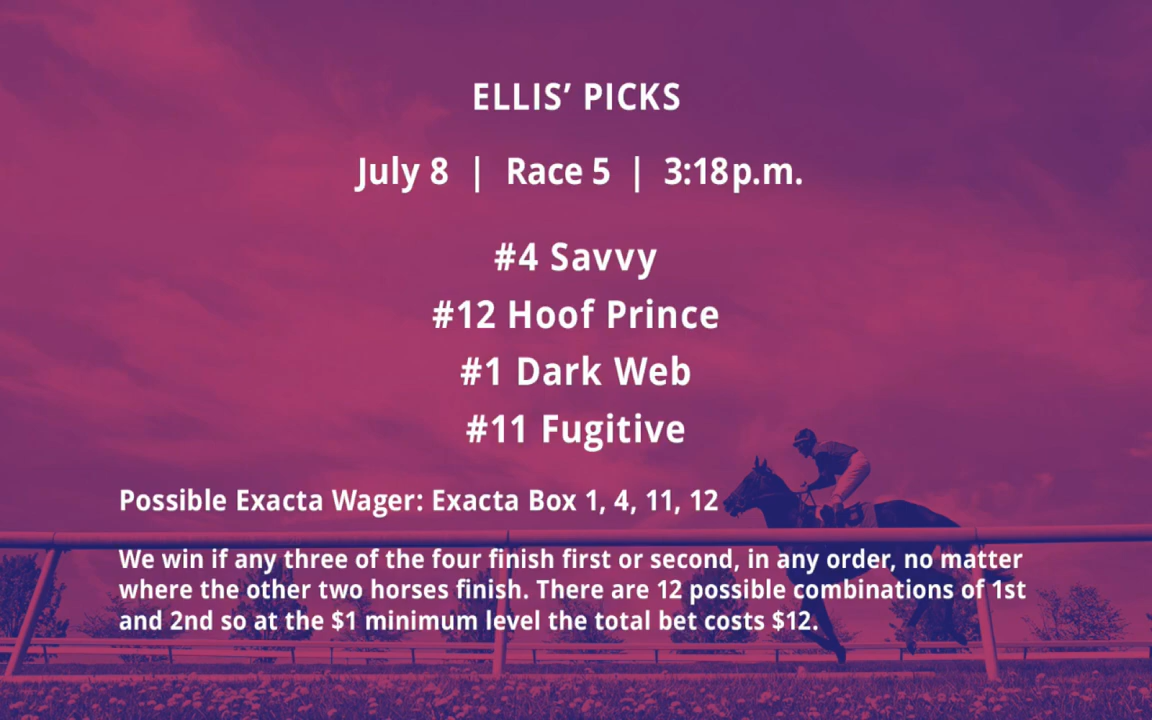 ELLIS’ PICKS
July 8 | Race 5 | 3:18p.m.
#4 Savvy
#12 Hoof Prince
#1 Dark Web
#11 Fugitive
Possible Exacta Wager: Exacta Box 1, 4, 11, 12
We win if any three of the four finish first or second, in any order, no matter
where the other two horses finish. There are 12 possible combinations of 1st
and 2nd so at the $1 minimum level the total bet costs $12.